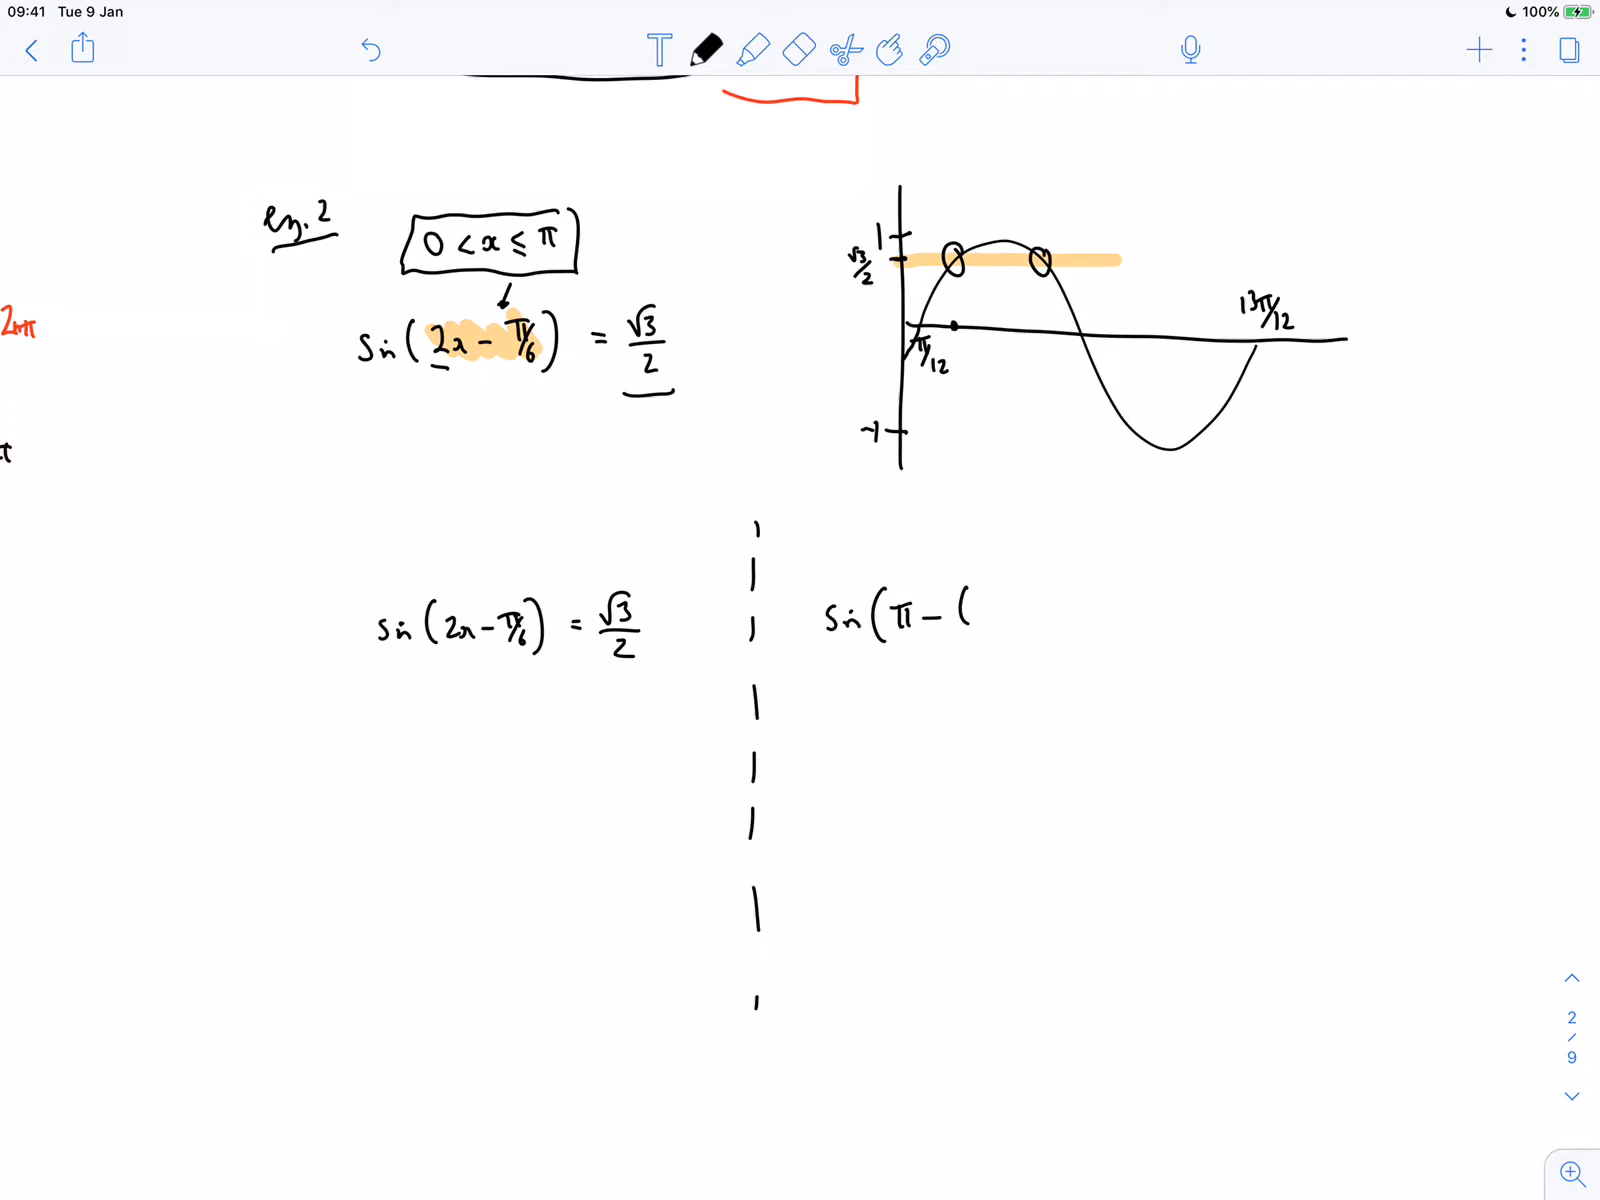 09:41 Tue 9 Jan
100%
T
eg. 2
0 < x ≤ π
sin(2x − π/6) = √3/2
2nπ
π
1
√3/2
-1
π/12
13π/12
sin(2x − π/6) = √3/2
sin(π − (
2
/
9